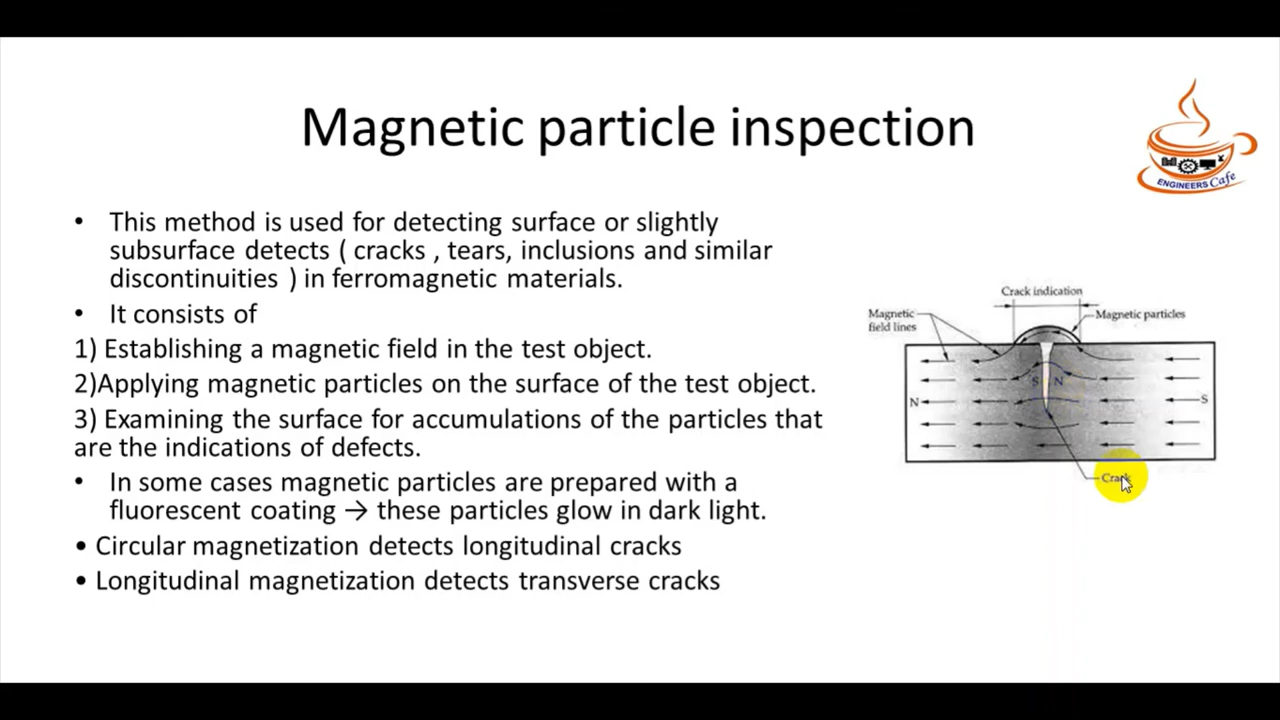 Magnetic particle inspection
ENGINEERS Cafe
• This method is used for detecting surface or slightly
subsurface detects ( cracks , tears, inclusions and similar
discontinuities ) in ferromagnetic materials.
• It consists of
1) Establishing a magnetic field in the test object.
2)Applying magnetic particles on the surface of the test object.
3) Examining the surface for accumulations of the particles that
are the indications of defects.
• In some cases magnetic particles are prepared with a
fluorescent coating → these particles glow in dark light.
• Circular magnetization detects longitudinal cracks
• Longitudinal magnetization detects transverse cracks
Crack indication
Magnetic
field lines
Magnetic particles
S N
N
S
Crack